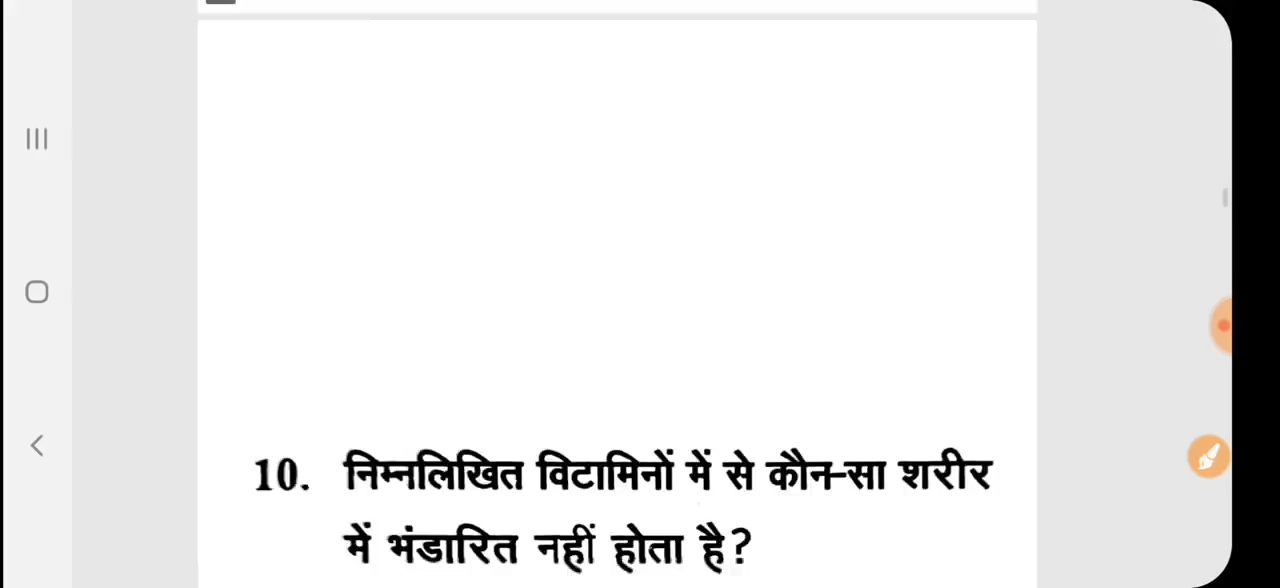 10. निम्नलिखित विटामिनों में से कौन-सा शरीर
में भंडारित नहीं होता है?